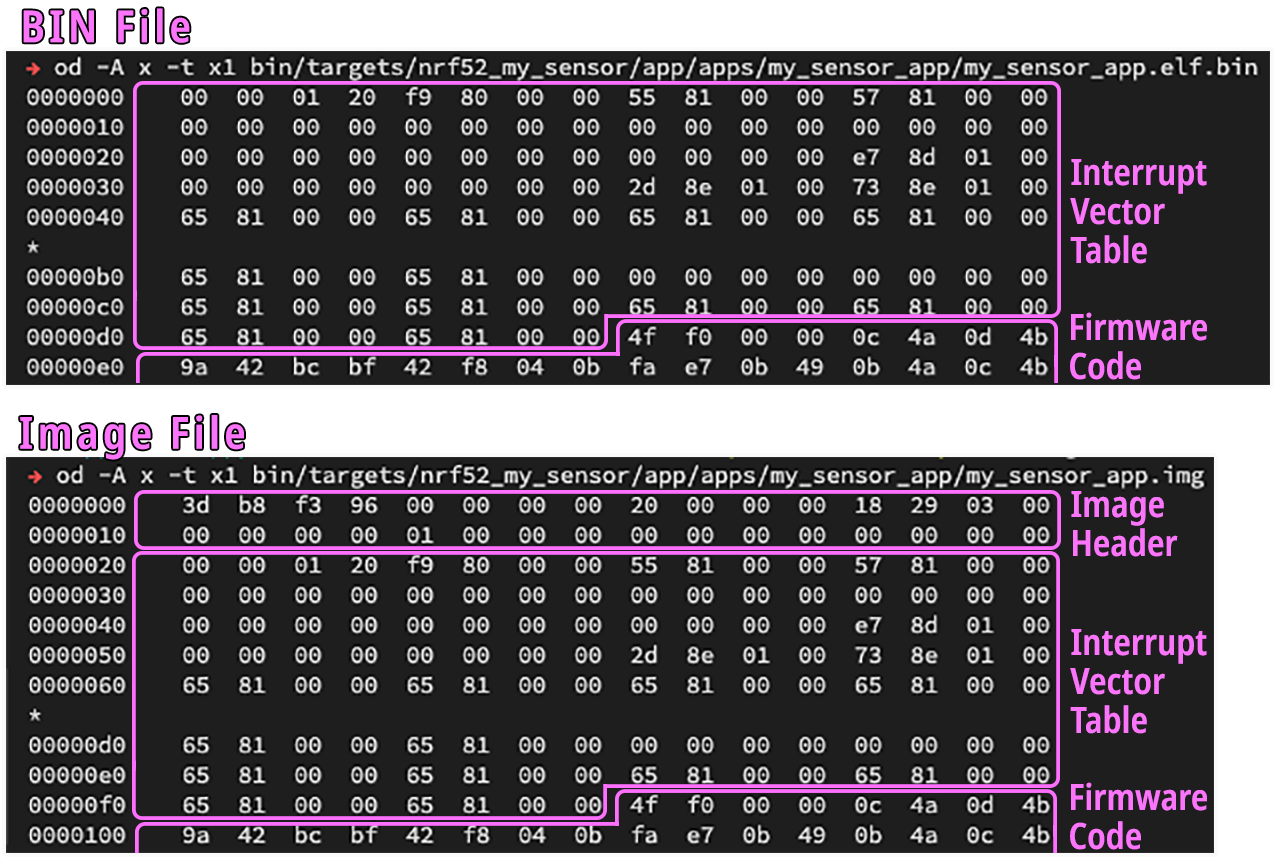 BIN File
→ od -A x -t x1 bin/targets/nrf52_my_sensor/app/apps/my_sensor_app/my_sensor_app.elf.bin
0000000 00 00 01 20 f9 80 00 00 55 81 00 00 57 81 00 00
0000010 00 00 00 00 00 00 00 00 00 00 00 00 00 00 00 00
0000020 00 00 00 00 00 00 00 00 00 00 00 00 e7 8d 01 00
0000030 00 00 00 00 00 00 00 00 2d 8e 01 00 73 8e 01 00
0000040 65 81 00 00 65 81 00 00 65 81 00 00 65 81 00 00
*
00000b0 65 81 00 00 65 81 00 00 00 00 00 00 00 00 00 00
00000c0 65 81 00 00 65 81 00 00 65 81 00 00 65 81 00 00
00000d0 65 81 00 00 65 81 00 00 4f f0 00 00 0c 4a 0d 4b
00000e0 9a 42 bc bf 42 f8 04 0b fa e7 0b 49 0b 4a 0c 4b
Interrupt
Vector
Table
Firmware
Code
Image File
→ od -A x -t x1 bin/targets/nrf52_my_sensor/app/apps/my_sensor_app/my_sensor_app.img
0000000 3d b8 f3 96 00 00 00 00 20 00 00 00 18 29 03 00
0000010 00 00 00 00 01 00 00 00 00 00 00 00 00 00 00 00
0000020 00 00 01 20 f9 80 00 00 55 81 00 00 57 81 00 00
0000030 00 00 00 00 00 00 00 00 00 00 00 00 00 00 00 00
0000040 00 00 00 00 00 00 00 00 00 00 00 00 e7 8d 01 00
0000050 00 00 00 00 00 00 00 00 2d 8e 01 00 73 8e 01 00
0000060 65 81 00 00 65 81 00 00 65 81 00 00 65 81 00 00
*
00000d0 65 81 00 00 65 81 00 00 00 00 00 00 00 00 00 00
00000e0 65 81 00 00 65 81 00 00 65 81 00 00 65 81 00 00
00000f0 65 81 00 00 65 81 00 00 4f f0 00 00 0c 4a 0d 4b
0000100 9a 42 bc bf 42 f8 04 0b fa e7 0b 49 0b 4a 0c 4b
Image
Header
Interrupt
Vector
Table
Firmware
Code